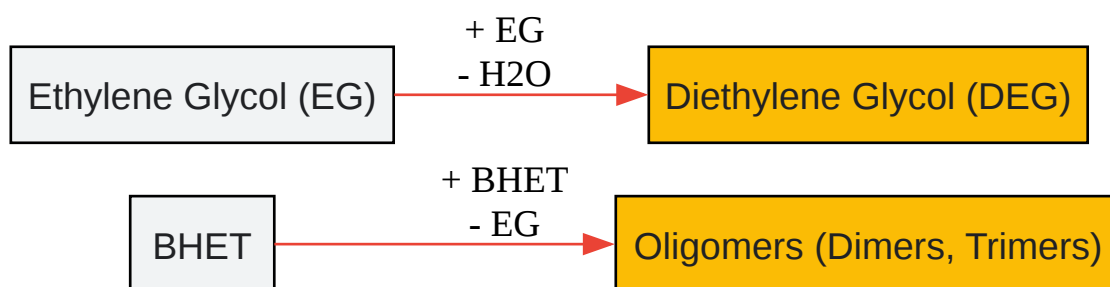 + EG
- H2O
Ethylene Glycol (EG)
Diethylene Glycol (DEG)
+ BHET
- EG
BHET
Oligomers (Dimers, Trimers)